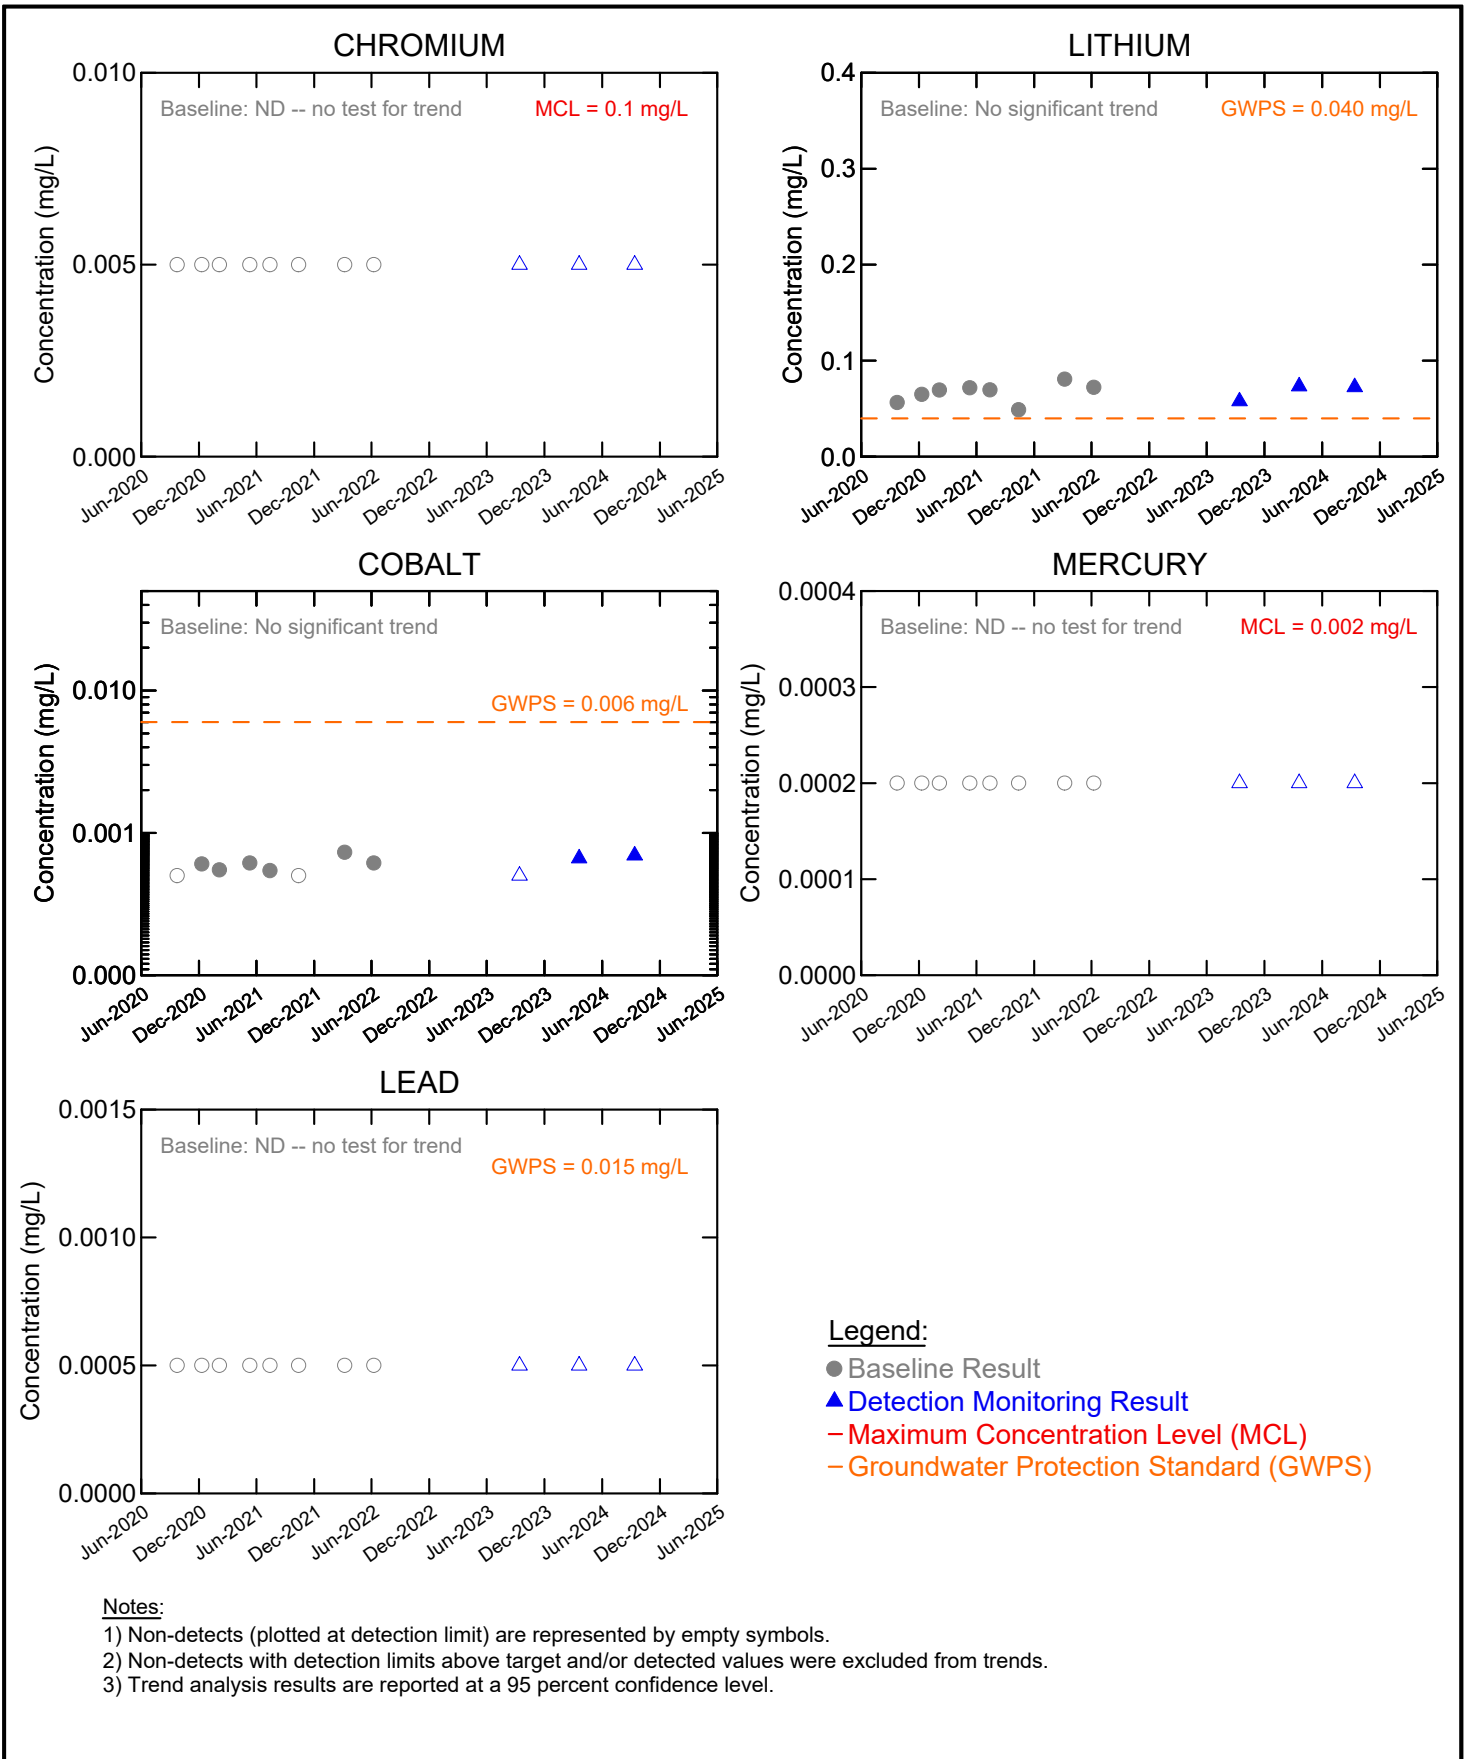 CHROMIUM
0.010
Baseline: ND -- no test for trend
MCL = 0.1 mg/L
Concentration (mg/L)
0.005
0.000
Jun-2020
Dec-2020
Jun-2021
Dec-2021
Jun-2022
Dec-2022
Jun-2023
Dec-2023
Jun-2024
Dec-2024
Jun-2025
LITHIUM
0.4
Baseline: No significant trend
GWPS = 0.040 mg/L
0.3
Concentration (mg/L)
0.2
0.1
0.0
Jun-2020
Dec-2020
Jun-2021
Dec-2021
Jun-2022
Dec-2022
Jun-2023
Dec-2023
Jun-2024
Dec-2024
Jun-2025
COBALT
Baseline: No significant trend
0.010
GWPS = 0.006 mg/L
Concentration (mg/L)
0.001
0.000
Jun-2020
Dec-2020
Jun-2021
Dec-2021
Jun-2022
Dec-2022
Jun-2023
Dec-2023
Jun-2024
Dec-2024
Jun-2025
MERCURY
0.0004
Baseline: ND -- no test for trend
MCL = 0.002 mg/L
0.0003
Concentration (mg/L)
0.0002
0.0001
0.0000
Jun-2020
Dec-2020
Jun-2021
Dec-2021
Jun-2022
Dec-2022
Jun-2023
Dec-2023
Jun-2024
Dec-2024
Jun-2025
LEAD
0.0015
Baseline: ND -- no test for trend
GWPS = 0.015 mg/L
0.0010
Concentration (mg/L)
0.0005
0.0000
Jun-2020
Dec-2020
Jun-2021
Dec-2021
Jun-2022
Dec-2022
Jun-2023
Dec-2023
Jun-2024
Dec-2024
Jun-2025
Legend:
Baseline Result
Detection Monitoring Result
Maximum Concentration Level (MCL)
Groundwater Protection Standard (GWPS)
Notes:
1) Non-detects (plotted at detection limit) are represented by empty symbols.
2) Non-detects with detection limits above target and/or detected values were excluded from trends.
3) Trend analysis results are reported at a 95 percent confidence level.